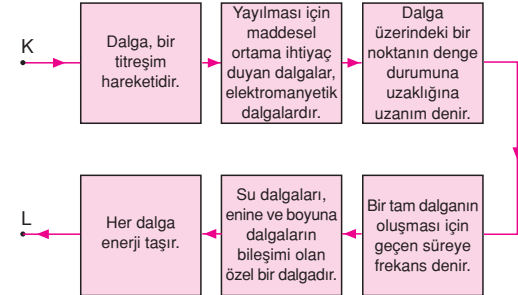 K
Dalga, bir
titreşim
hareketidir.
Yayılması için
maddesel
ortama ihtiyaç
duyan dalgalar,
elektromanyetik
dalgalardır.
Dalga
üzerindeki bir
noktanın denge
durumuna
uzaklığına
uzanım denir.
Bir tam dalganın
oluşması için
geçen süreye
frekans denir.
Su dalgaları,
enine ve boyuna
dalgaların
bileşimi olan
özel bir dalgadır.
Her dalga
enerji taşır.
L